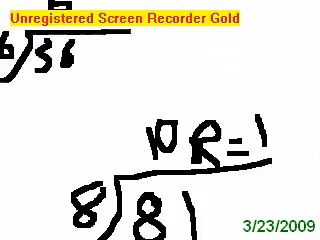 Unregistered Screen Recorder Gold
6)56
10 R=1
8)81
3/23/2009